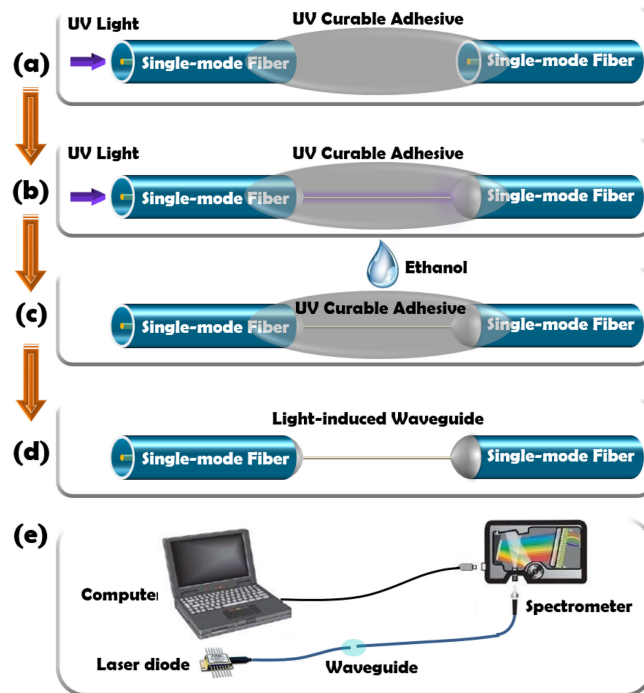 UV Light
UV Curable Adhesive
(a)
Single-mode Fiber
Single-mode Fiber
UV Light
UV Curable Adhesive
(b)
Single-mode Fiber
Single-mode Fiber
Ethanol
UV Curable Adhesive
(c)
Single-mode Fiber
Single-mode Fiber
Light-induced Waveguide
(d)
Single-mode Fiber
Single-mode Fiber
(e)
Computer
Spectrometer
Laser diode
Waveguide